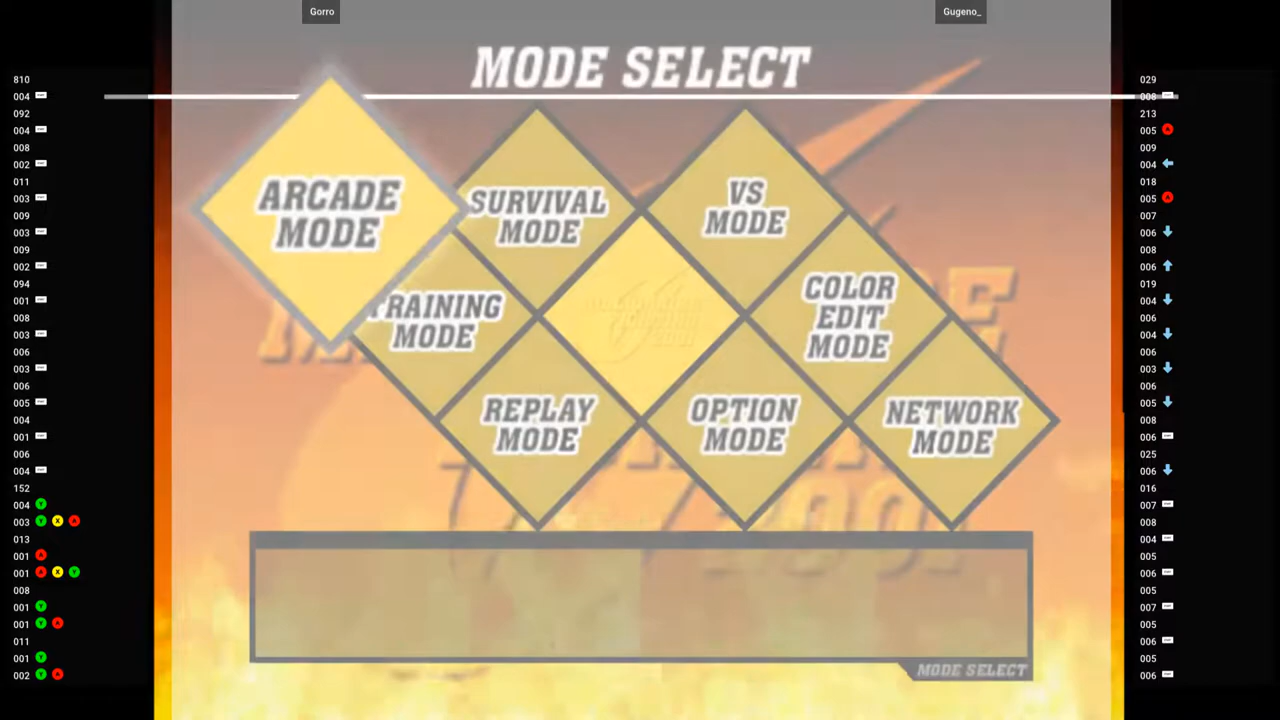 Gorro
Gugeno_
MODE SELECT
ARCADE
MODE
SURVIVAL
MODE
VS
MODE
TRAINING
MODE
COLOR
EDIT
MODE
REPLAY
MODE
OPTION
MODE
NETWORK
MODE
MODE SELECT
810
004
092
004
008
002
011
003
009
003
009
002
094
001
008
003
006
003
006
005
004
001
006
004
152
004 Y
003 Y X A
013
001 A
001 A X Y
008
001 Y
001 Y A
011
001 Y
002 Y A
029
008
213
005 A
009
004
018
005 A
007
006
008
006
019
004
006
004
006
003
006
005
008
006
025
006
016
007
008
004
005
006
005
007
005
006
005
006